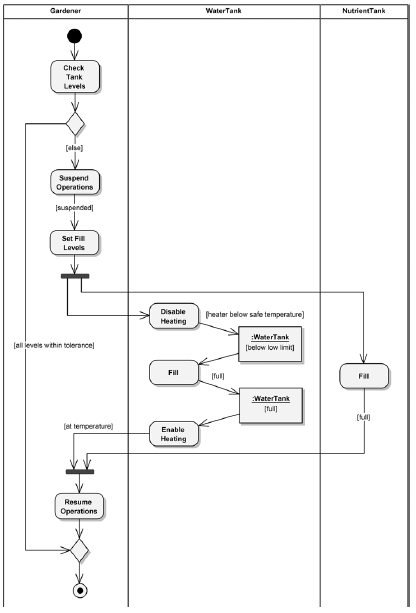 Gardener
WaterTank
NutrientTank
Check
Tank
Levels
[else]
Suspend
Operations
[suspended]
Set Fill
Levels
Disable
Heating
[heater below safe temperature]
:WaterTank
[below low limit]
[all levels within tolerance]
Fill
[full]
Fill
:WaterTank
[full]
[full]
Enable
Heating
[at temperature]
Resume
Operations